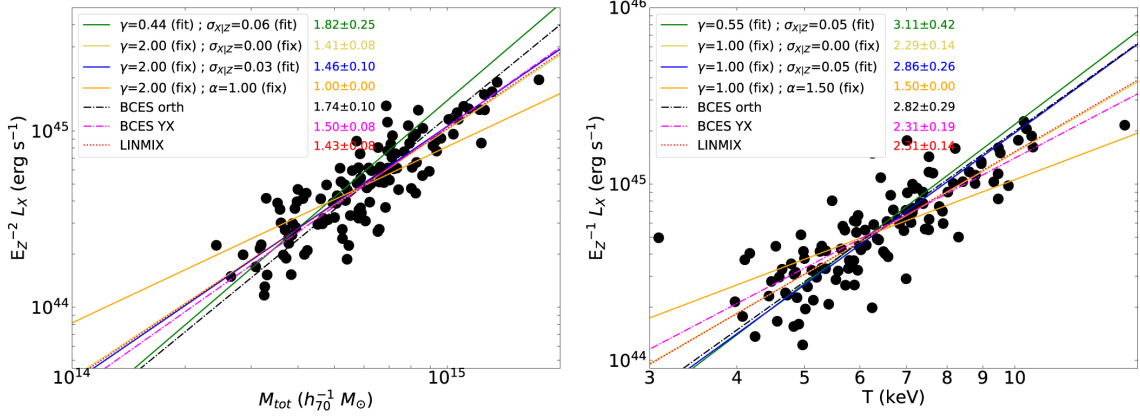 γ=0.44 (fit) ; σX|Z=0.06 (fit) 1.82±0.25
γ=2.00 (fix) ; σX|Z=0.00 (fix) 1.41±0.08
γ=2.00 (fix) ; σX|Z=0.03 (fit) 1.46±0.10
γ=2.00 (fix) ; α=1.00 (fix) 1.00±0.00
BCES orth 1.74±0.10
BCES YX 1.50±0.08
LINMIX 1.43±0.08
10^45
10^44
E_Z^-2 L_X (erg s^-1)
10^14
10^15
M_tot (h_70^-1 M_⊙)
10^46
γ=0.55 (fit) ; σX|Z=0.05 (fit) 3.11±0.42
γ=1.00 (fix) ; σX|Z=0.00 (fix) 2.29±0.14
γ=1.00 (fix) ; σX|Z=0.05 (fit) 2.86±0.26
γ=1.00 (fix) ; α=1.50 (fix) 1.50±0.00
BCES orth 2.82±0.29
BCES YX 2.31±0.19
LINMIX 2.31±0.14
10^45
10^44
E_Z^-1 L_X (erg s^-1)
3 4 5 6 7 8 9 10
T (keV)